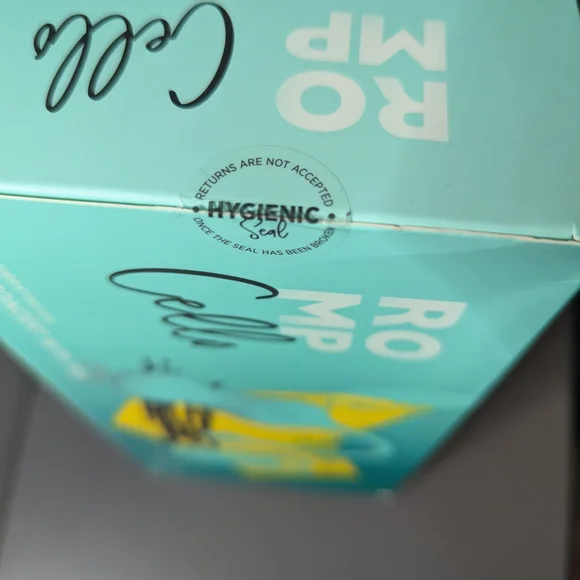 RO
MP
Cello
RETURNS ARE NOT ACCEPTED
• HYGIENIC •
Seal
ONCE THE SEAL HAS BEEN BROKEN
RO
MP
Cello